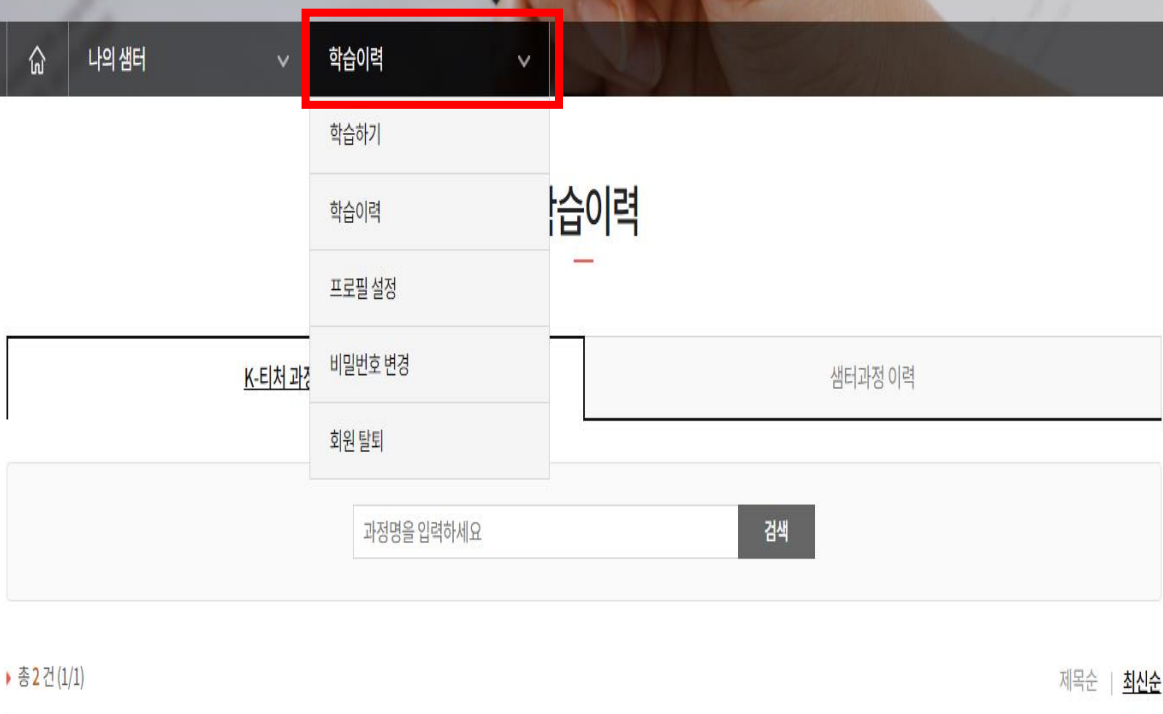 나의 샘터
학습이력
학습하기
학습이력
프로필 설정
비밀번호 변경
회원 탈퇴
습이력
K-티처 과정
샘터과정 이력
과정명을 입력하세요
검색
총 2 건 (1/1)
제목순 | 최신순